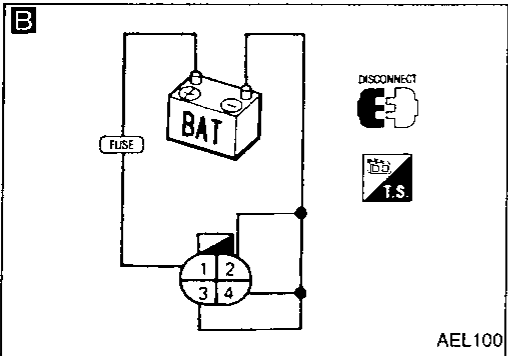 B
DISCONNECT
BAT
FUSE
T.S.
1 2
3 4
AEL100